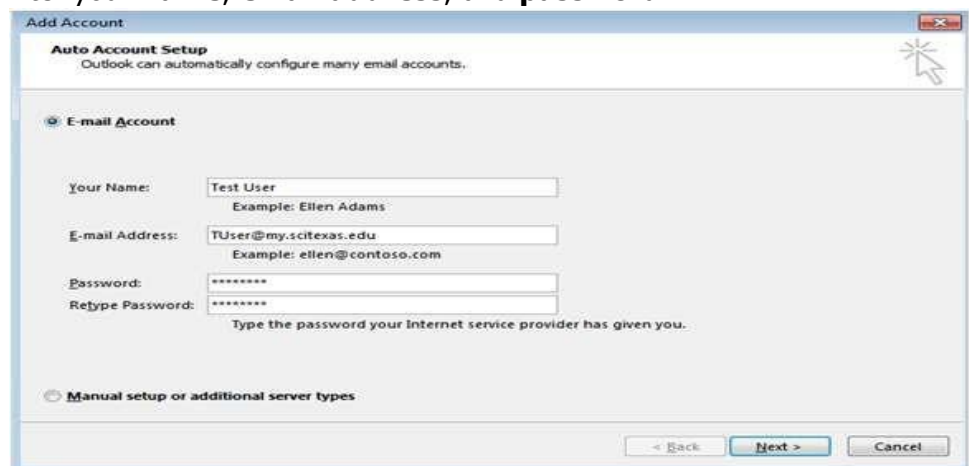 Add Account
Auto Account Setup
Outlook can automatically configure many email accounts.
E-mail Account
Your Name: Test User
Example: Ellen Adams
E-mail Address: TUser@my.scitexas.edu
Example: ellen@contoso.com
Password: ********
Retype Password: ********
Type the password your Internet service provider has given you.
Manual setup or additional server types
< Back Next > Cancel